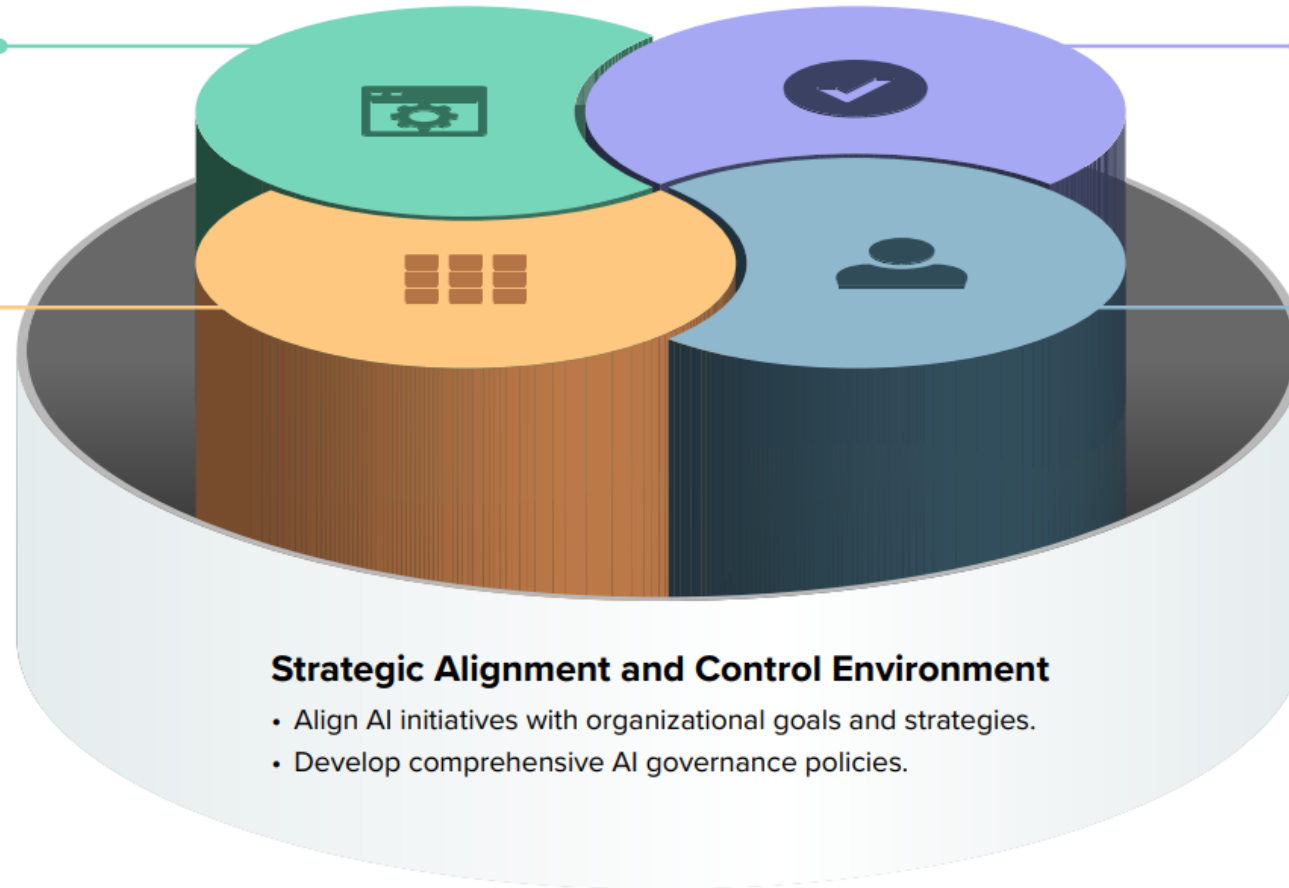 Strategic Alignment and Control Environment
• Align AI initiatives with organizational goals and strategies.
• Develop comprehensive AI governance policies.